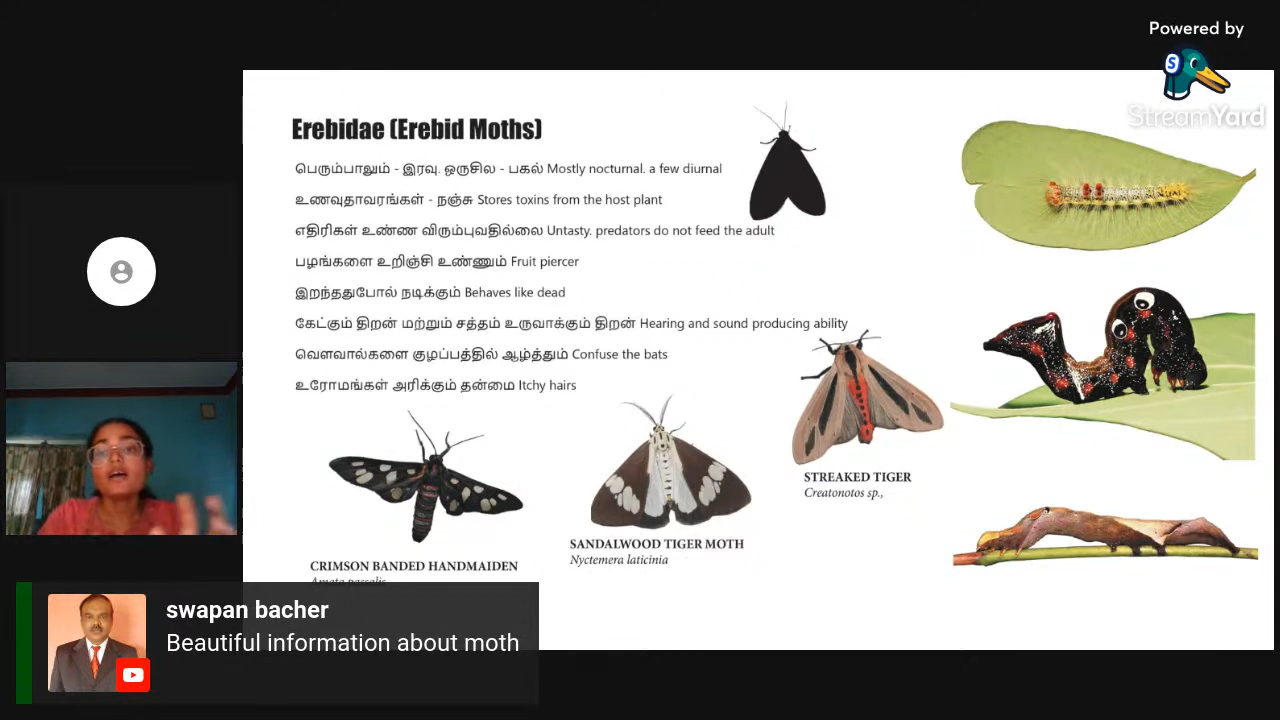 Powered by
StreamYard
Erebidae (Erebid Moths)
பெரும்பாலும் - இரவு. ஒருசில - பகல் Mostly nocturnal. a few diurnal
உணவுதாவரங்கள் - நஞ்சு Stores toxins from the host plant
எதிரிகள் உண்ண விரும்புவதில்லை Untasty. predators do not feed the adult
பழங்களை உறிஞ்சி உண்ணும் Fruit piercer
இறந்ததுபோல் நடிக்கும் Behaves like dead
கேட்கும் திறன் மற்றும் சத்தம் உருவாக்கும் திறன் Hearing and sound producing ability
வௌவால்களை குழப்பத்தில் ஆழ்த்தும் Confuse the bats
உரோமங்கள் அரிக்கும் தன்மை Itchy hairs
STREAKED TIGER
Creatonotos sp.,
SANDALWOOD TIGER MOTH
Nyctemera laticinia
CRIMSON BANDED HANDMAIDEN
Amata passalis
swapan bacher
Beautiful information about moth